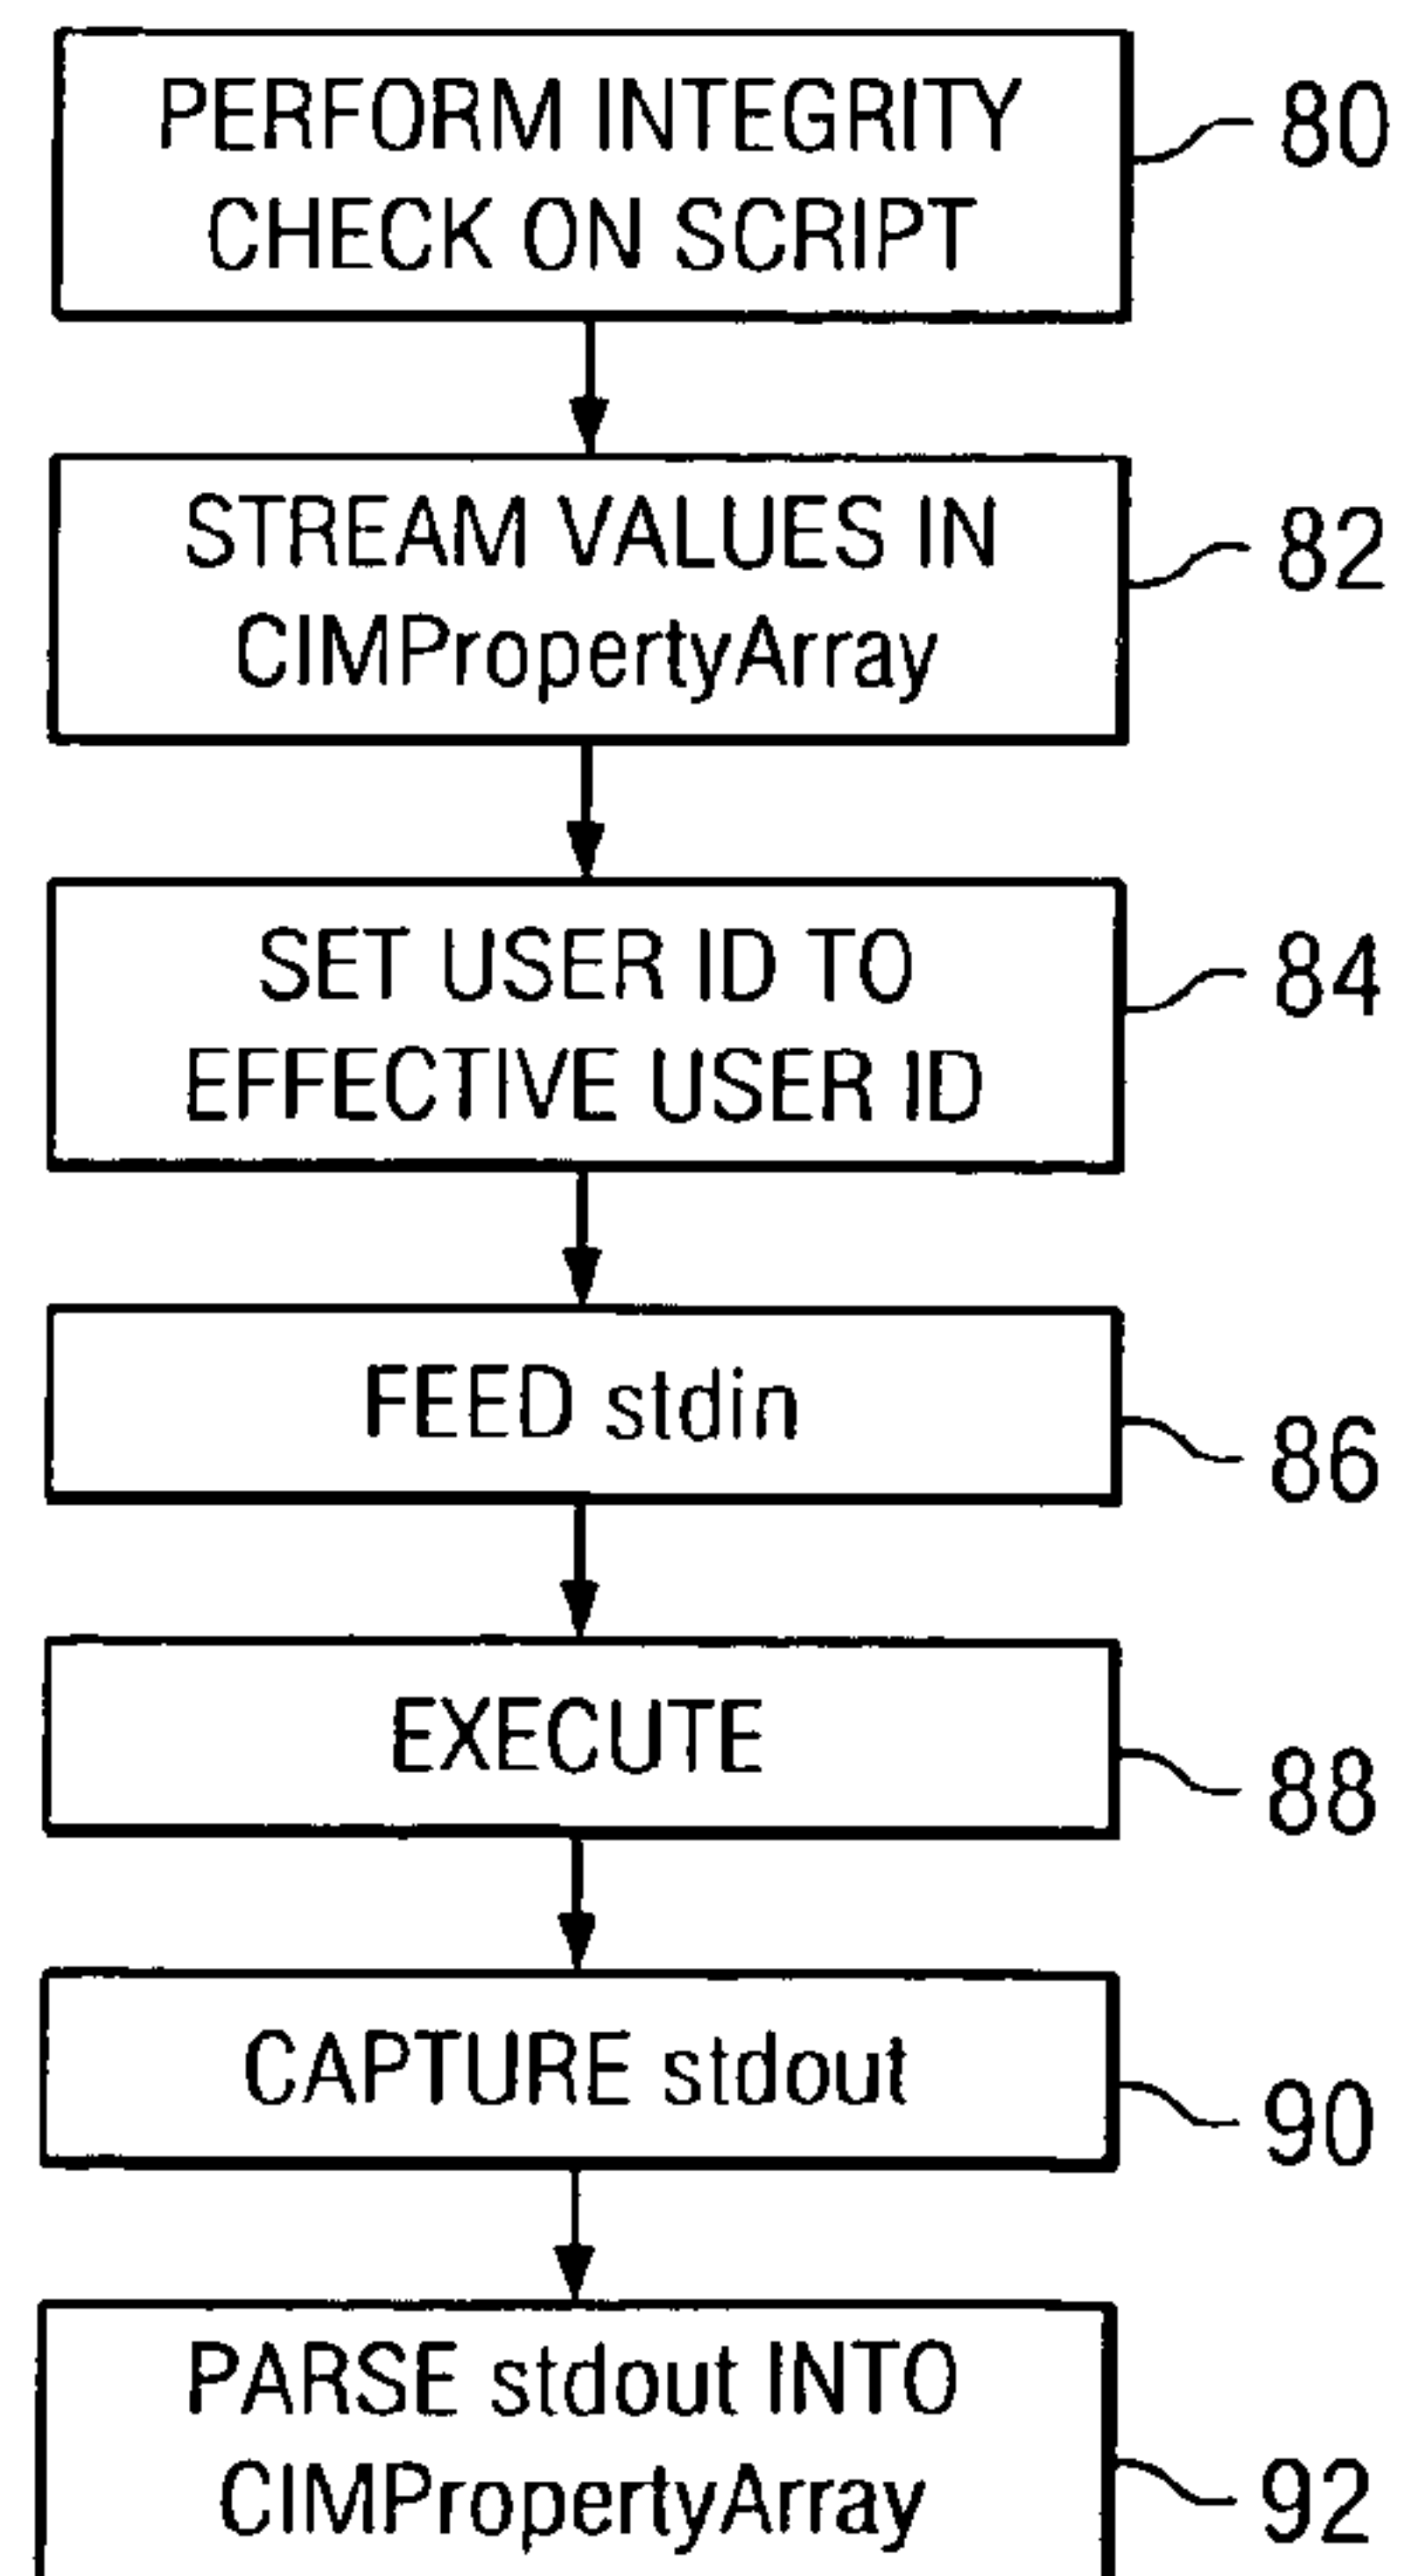 PERFORM INTEGRITY
CHECK ON SCRIPT
80
STREAM VALUES IN
CIMPropertyArray
82
SET USER ID TO
EFFECTIVE USER ID
84
FEED stdin
86
EXECUTE
88
CAPTURE stdout
90
PARSE stdout INTO
CIMPropertyArray
92